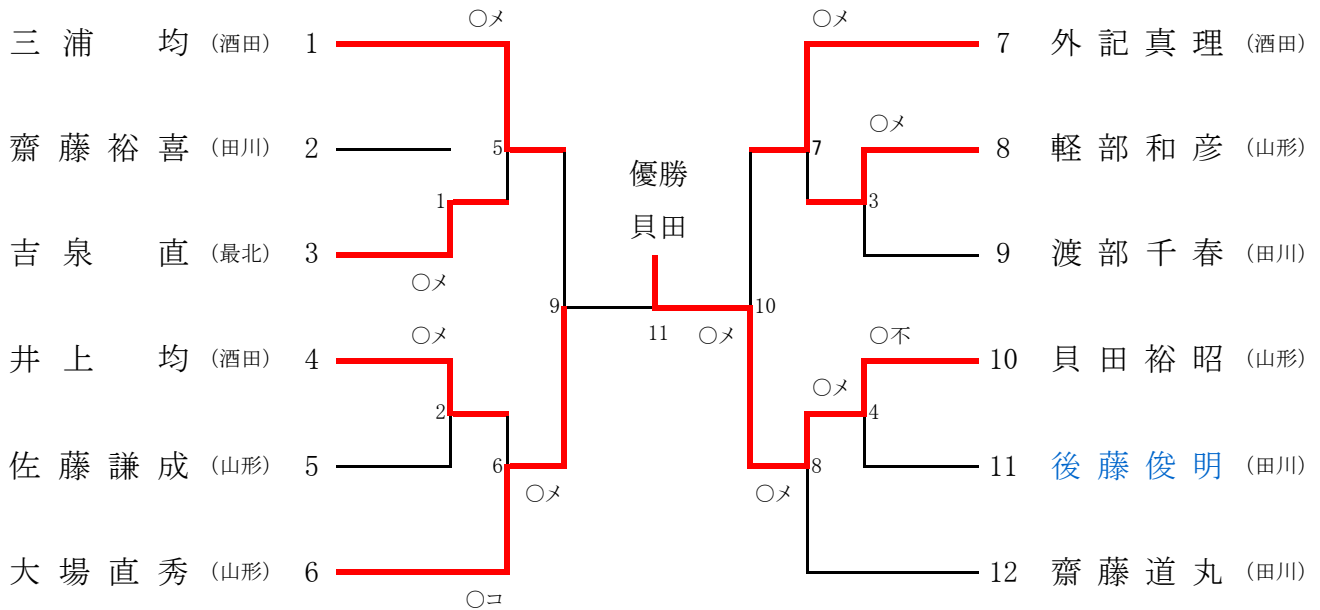 ○メ
三浦 均 (酒田) 1
齋藤裕喜 (田川) 2
5
1
吉泉 直 (最北) 3
○メ
9
○メ
井上 均 (酒田) 4
2
佐藤謙成 (山形) 5
6
○メ
大場直秀 (山形) 6
○コ
優勝
貝田
11
○メ
○メ
7 外記真理 (酒田)
○メ
7
8 軽部和彦 (山形)
3
9 渡部千春 (田川)
10
○不
10 貝田裕昭 (山形)
○メ
4
8
11 後藤俊明 (田川)
○メ
12 齋藤道丸 (田川)